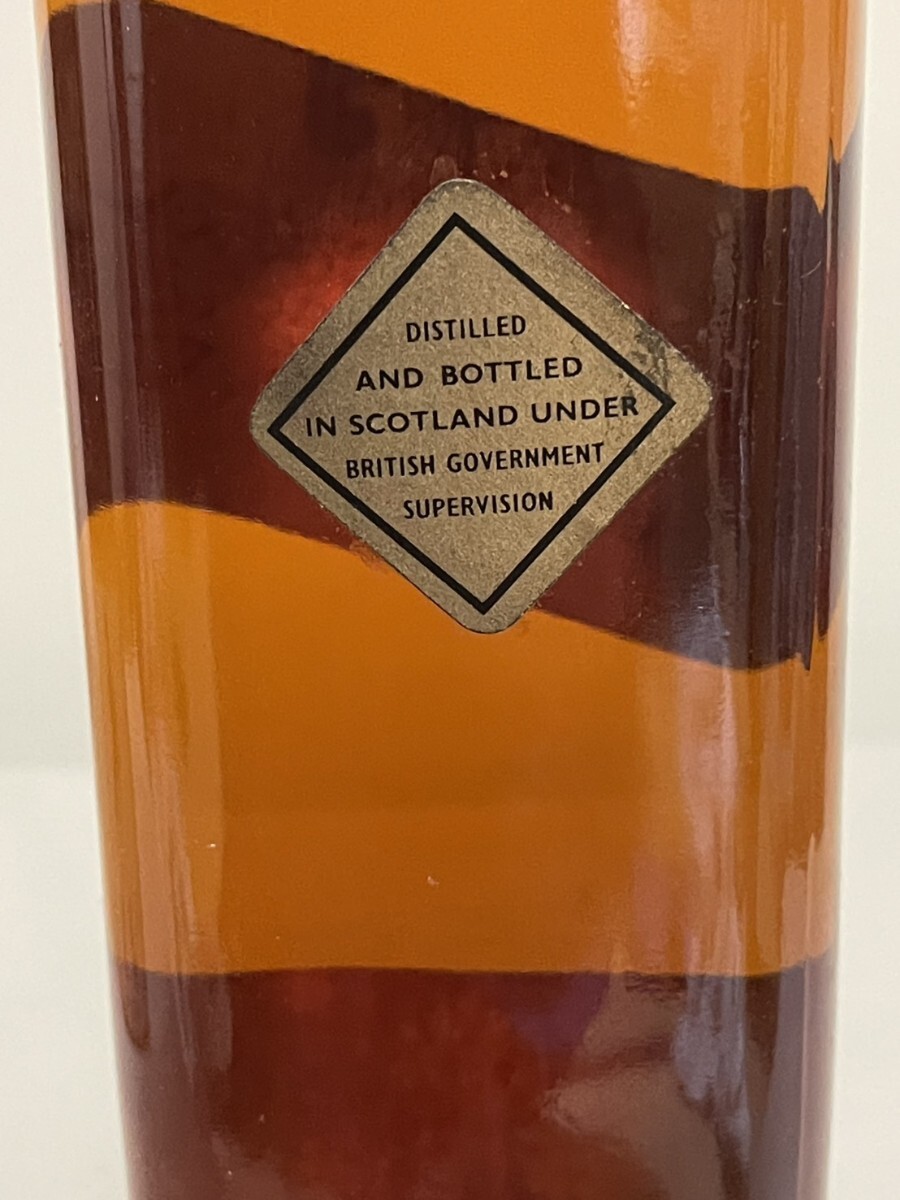 DISTILLED
AND BOTTLED
IN SCOTLAND UNDER
BRITISH GOVERNMENT
SUPERVISION